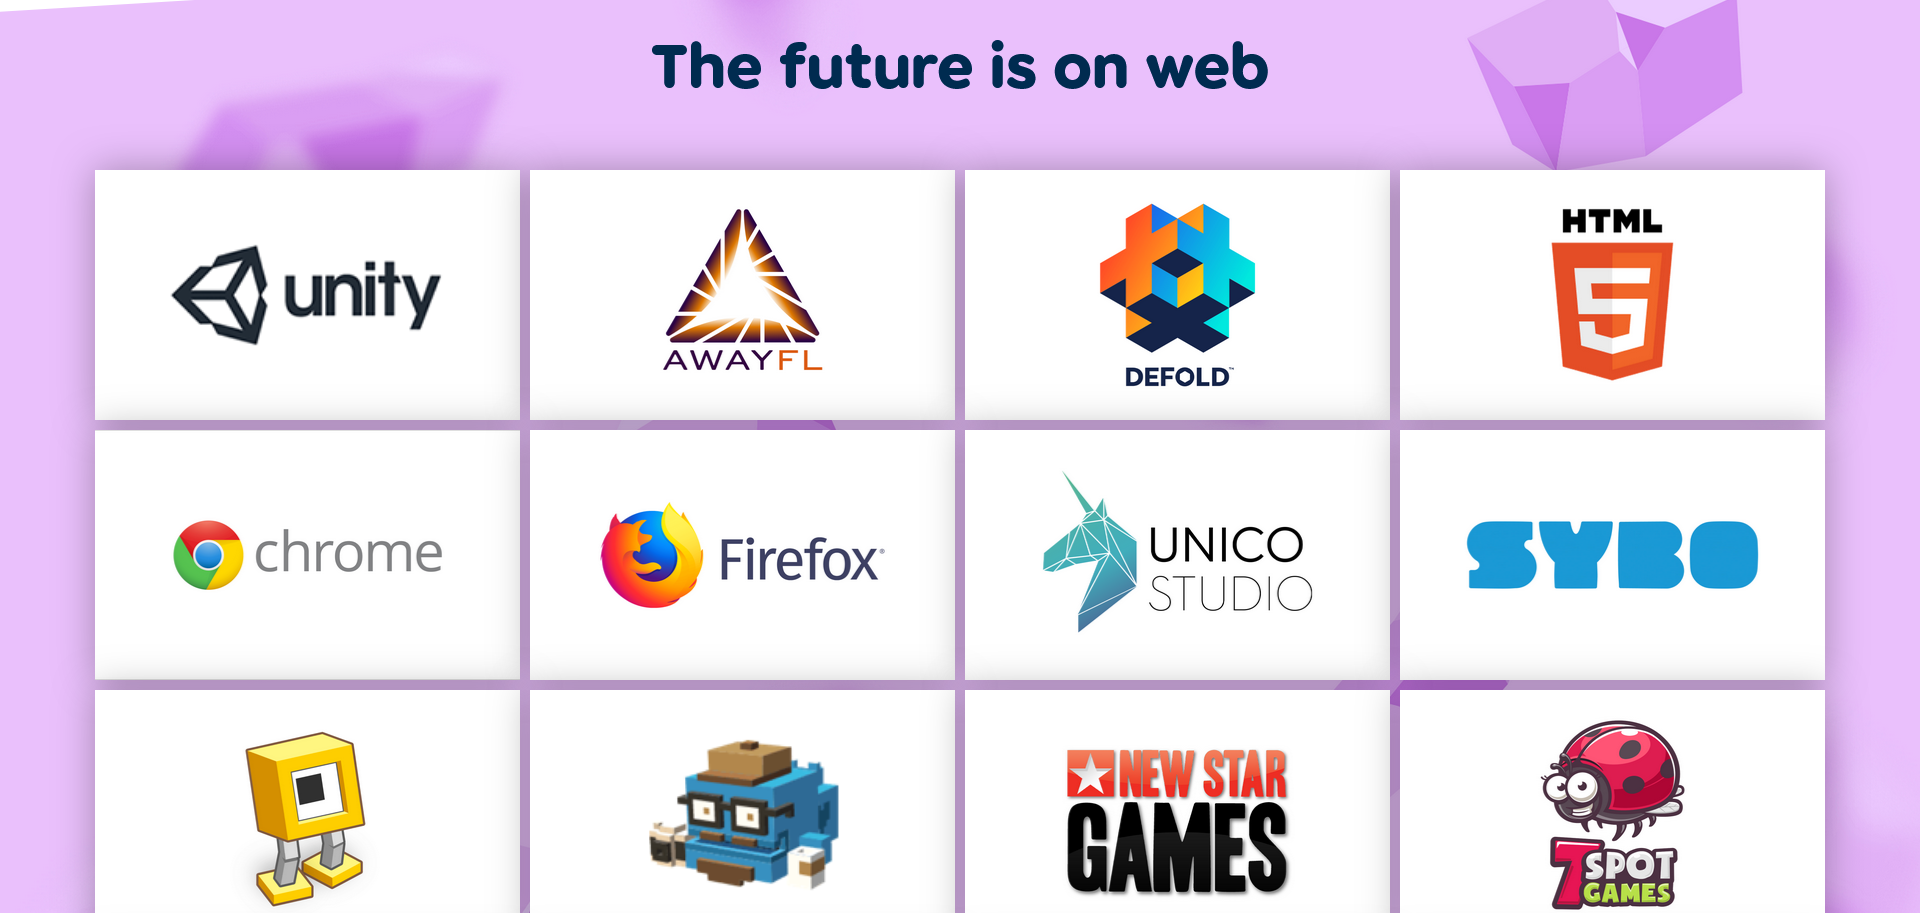 The future is on web
unity
AWAYFL
DEFOLD™
HTML
5
chrome
Firefox®
UNICO
STUDIO
SYBO
NEW STAR
GAMES
7 SPOT
GAMES